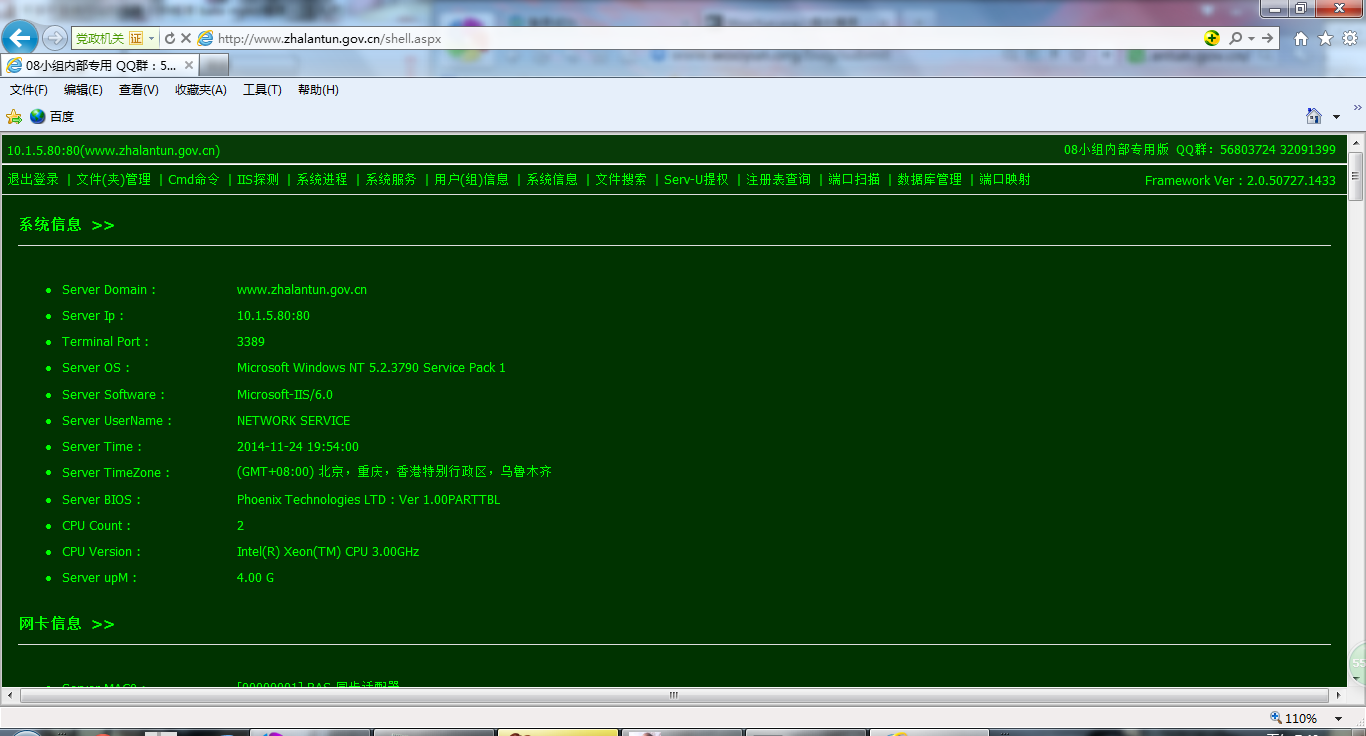 党政机关 证 http://www.zhalantun.gov.cn/shell.aspx
08小组内部专用 QQ群：5...
文件(F) 编辑(E) 查看(V) 收藏夹(A) 工具(T) 帮助(H)
百度
10.1.5.80:80(www.zhalantun.gov.cn) 08小组内部专用版 QQ群：56803724 32091399
退出登录 | 文件(夹)管理 | Cmd命令 | IIS探测 | 系统进程 | 系统服务 | 用户(组)信息 | 系统信息 | 文件搜索 | Serv-U提权 | 注册表查询 | 端口扫描 | 数据库管理 | 端口映射 Framework Ver : 2.0.50727.1433
系统信息 >>
Server Domain : www.zhalantun.gov.cn
Server Ip : 10.1.5.80:80
Terminal Port : 3389
Server OS : Microsoft Windows NT 5.2.3790 Service Pack 1
Server Software : Microsoft-IIS/6.0
Server UserName : NETWORK SERVICE
Server Time : 2014-11-24 19:54:00
Server TimeZone : (GMT+08:00) 北京，重庆，香港特别行政区，乌鲁木齐
Server BIOS : Phoenix Technologies LTD : Ver 1.00PARTTBL
CPU Count : 2
CPU Version : Intel(R) Xeon(TM) CPU 3.00GHz
Server upM : 4.00 G
网卡信息 >>
Server MAC0 : [00000001] RAS 同步适配器
55
110%